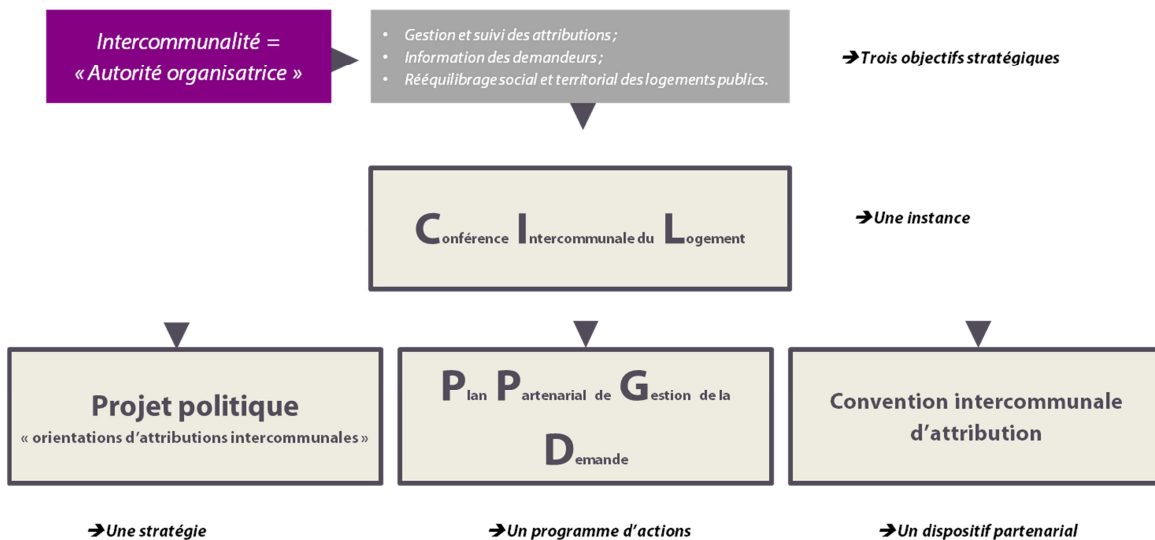 Intercommunalité =
« Autorité organisatrice »
• Gestion et suivi des attributions ;
• Information des demandeurs ;
• Rééquilibrage social et territorial des logements publics.
➔Trois objectifs stratégiques
Conférence Intercommunale du Logement
➔Une instance
Projet politique
« orientations d’attributions intercommunales »
Plan Partenarial de Gestion de la
Demande
Convention intercommunale
d’attribution
➔Une stratégie
➔Un programme d’actions
➔Un dispositif partenarial